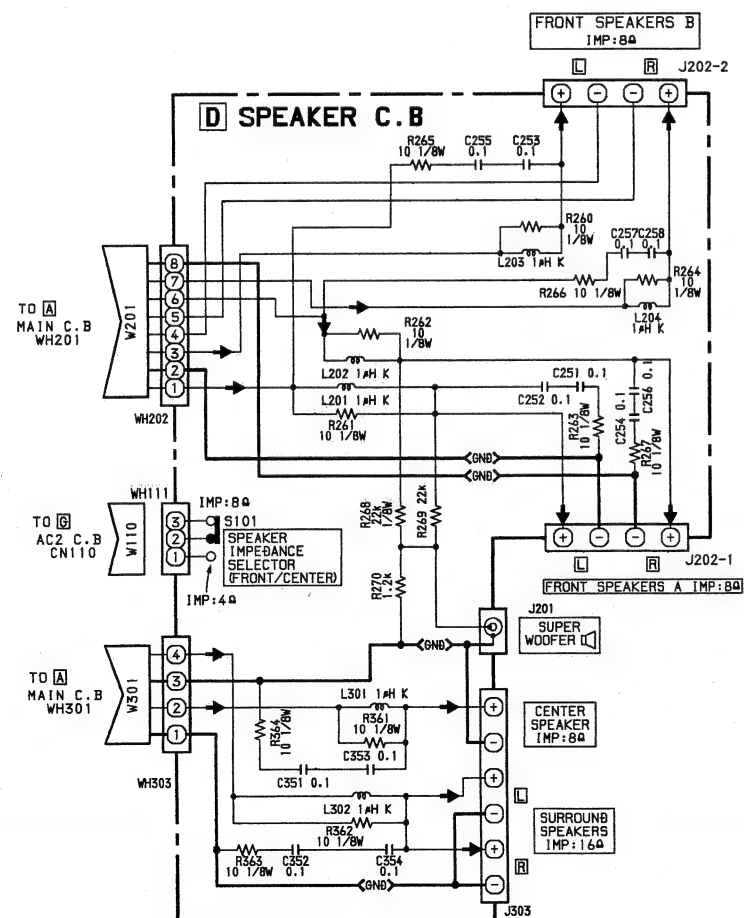 FRONT SPEAKERS B
IMP:8Ω
L
R
J202-2
+ − − +
D SPEAKER C.B
R265
10 1/8W
C255
0.1
C253
0.1
R260
10
1/8W
L203 1μH K
C257
0.1
C258
0.1
R264
10
1/8W
R266 10 1/8W
L204
1μH K
TO A
MAIN C.B
WH201
W201
8
7
6
5
4
3
2
1
WH202
R262
10
1/8W
L202 1μH K
L201 1μH K
R261
10 1/8W
C251 0.1
C252 0.1
R263
10 1/8W
C256 0.1
C254 0.1
R267
10 1/8W
GND
GND
WH111
TO G
AC2 C.B
CN110
W110
3
2
1
IMP:8Ω
S101
SPEAKER
IMPEDANCE
SELECTOR
(FRONT/CENTER)
IMP:4Ω
R268
22k
1/8W
R269 22k
R270
1.2k
+ − − +
J202-1
L
R
FRONT SPEAKERS A IMP:8Ω
J201
SUPER
WOOFER
GND
TO A
MAIN C.B
WH301
W301
4
3
2
1
WH303
L301 1μH K
R361
10 1/8W
R364
10 1/8W
C353 0.1
C351 0.1
L302 1μH K
R362
10 1/8W
R363
10 1/8W
C352
0.1
C354
0.1
GND
+
−
+
−
+
−
CENTER
SPEAKER
IMP:8Ω
L
SURROUND
SPEAKERS
IMP:16Ω
R
J303